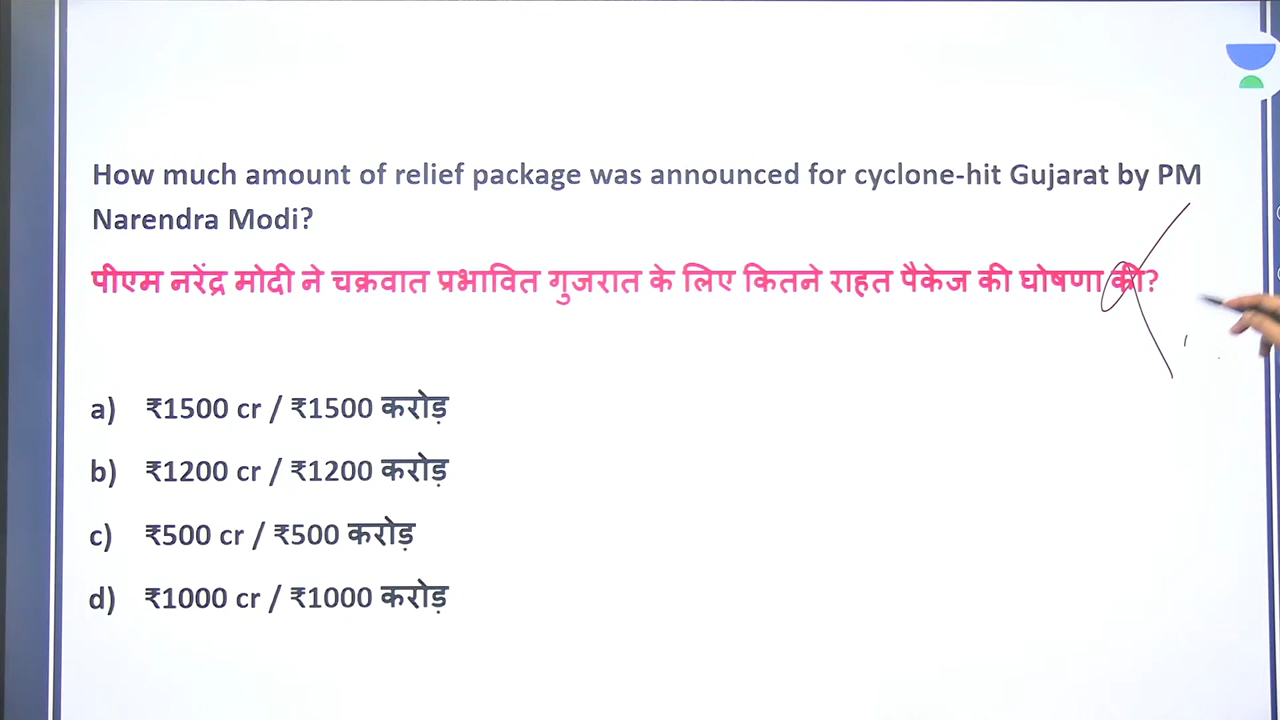 How much amount of relief package was announced for cyclone-hit Gujarat by PM
Narendra Modi?
पीएम नरेंद्र मोदी ने चक्रवात प्रभावित गुजरात के लिए कितने राहत पैकेज की घोषणा की?
a) ₹1500 cr / ₹1500 करोड़
b) ₹1200 cr / ₹1200 करोड़
c) ₹500 cr / ₹500 करोड़
d) ₹1000 cr / ₹1000 करोड़